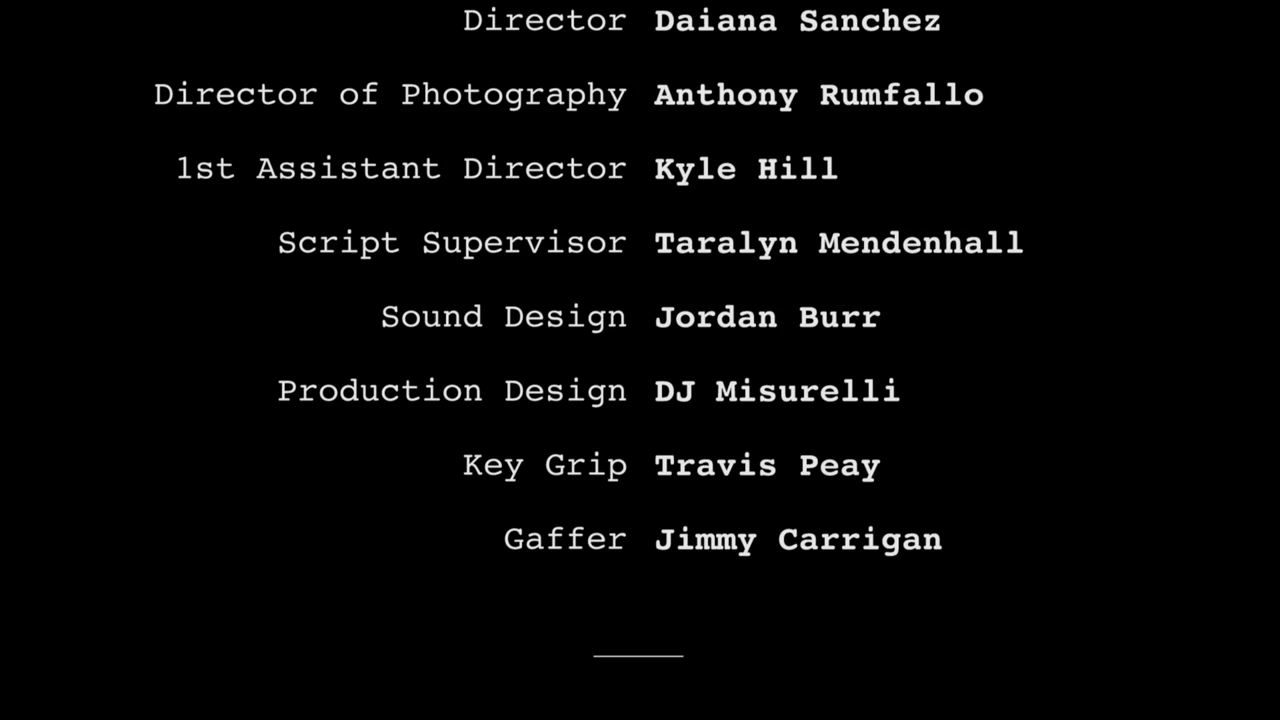 Director Daiana Sanchez
Director of Photography Anthony Rumfallo
1st Assistant Director Kyle Hill
Script Supervisor Taralyn Mendenhall
Sound Design Jordan Burr
Production Design DJ Misurelli
Key Grip Travis Peay
Gaffer Jimmy Carrigan